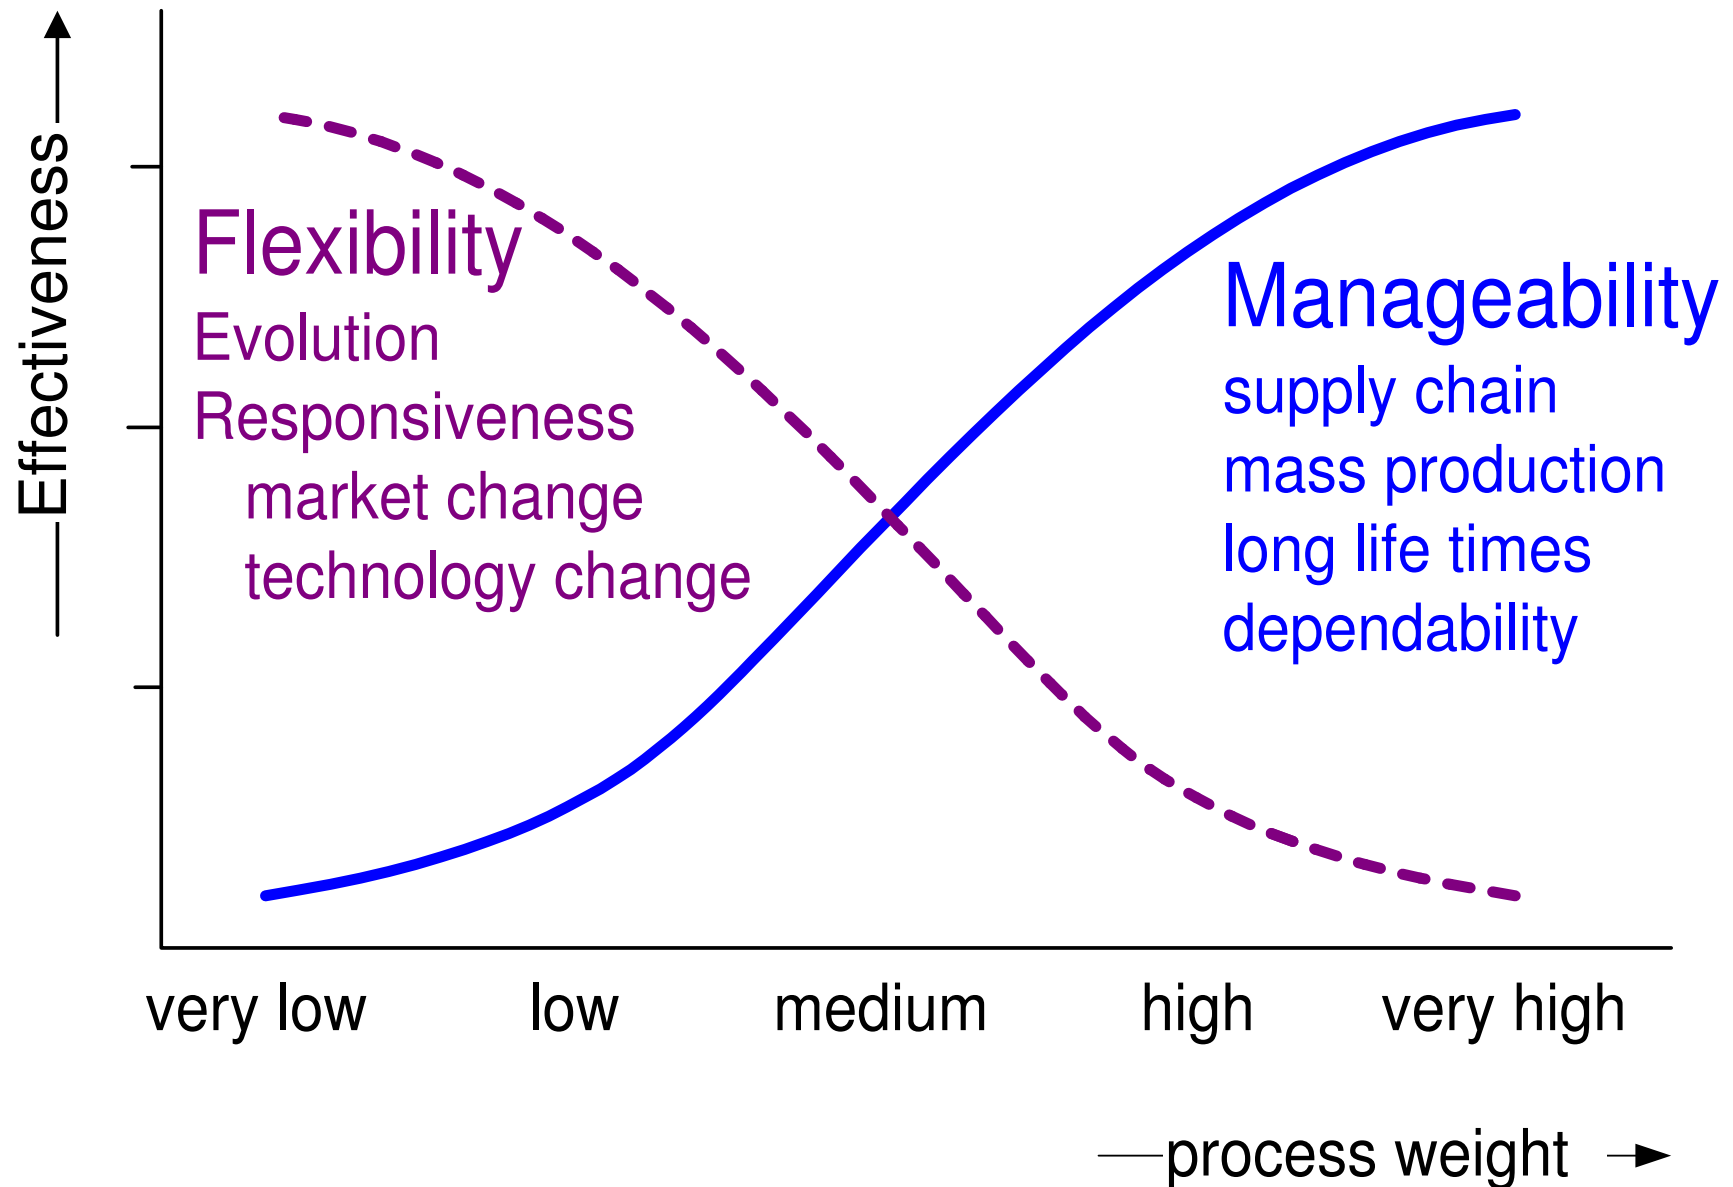 Effectiveness
Flexibility
Evolution
Responsiveness
market change
technology change
Manageability
supply chain
mass production
long life times
dependability
very low
low
medium
high
very high
process weight